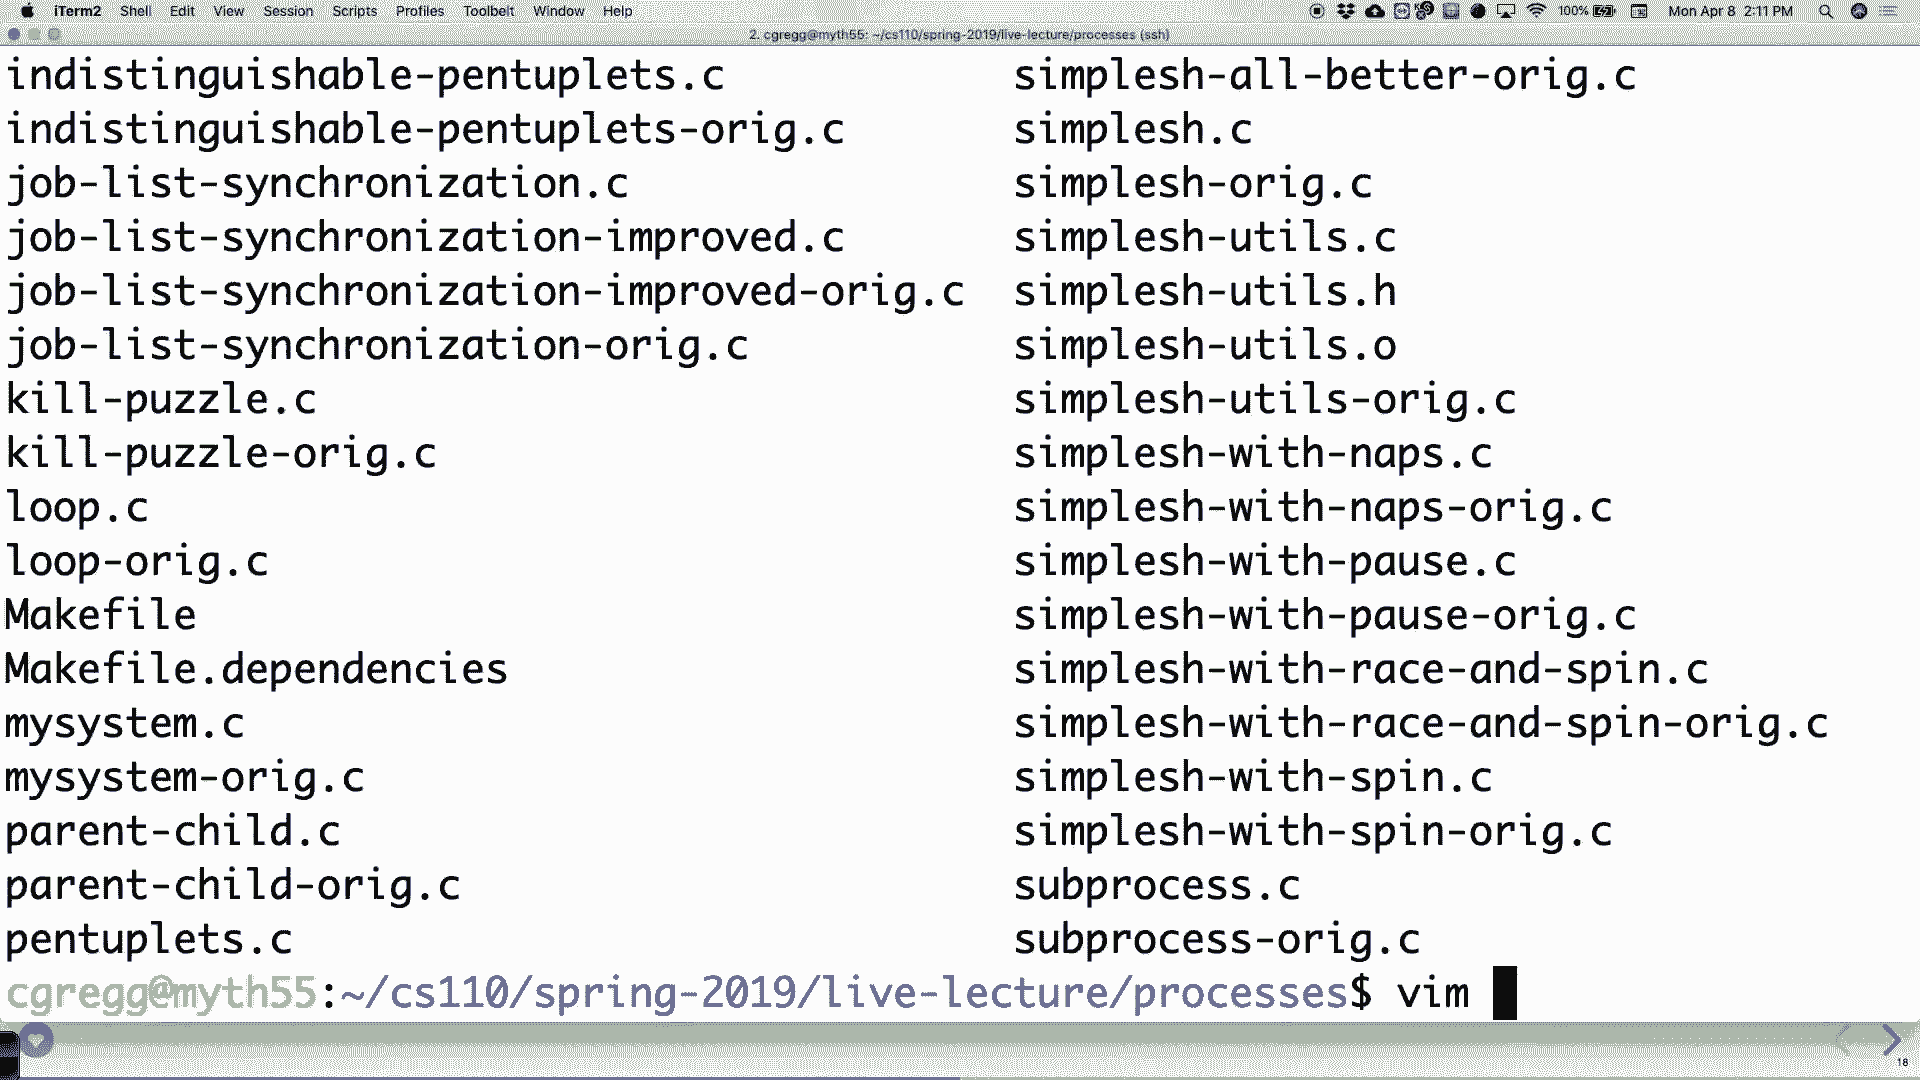 iTerm2 Shell Edit View Session Scripts Profiles Toolbelt Window Help 100% Mon Apr 8 2:11 PM
2. cgregg@myth55: ~/cs110/spring-2019/live-lecture/processes (ssh)
indistinguishable-pentuplets.c simplesh-all-better-orig.c
indistinguishable-pentuplets-orig.c simplesh.c
job-list-synchronization.c simplesh-orig.c
job-list-synchronization-improved.c simplesh-utils.c
job-list-synchronization-improved-orig.c simplesh-utils.h
job-list-synchronization-orig.c simplesh-utils.o
kill-puzzle.c simplesh-utils-orig.c
kill-puzzle-orig.c simplesh-with-naps.c
loop.c simplesh-with-naps-orig.c
loop-orig.c simplesh-with-pause.c
Makefile simplesh-with-pause-orig.c
Makefile.dependencies simplesh-with-race-and-spin.c
mysystem.c simplesh-with-race-and-spin-orig.c
mysystem-orig.c simplesh-with-spin.c
parent-child.c simplesh-with-spin-orig.c
parent-child-orig.c subprocess.c
pentuplets.c subprocess-orig.c
cgregg@myth55:~/cs110/spring-2019/live-lecture/processes$ vim
18